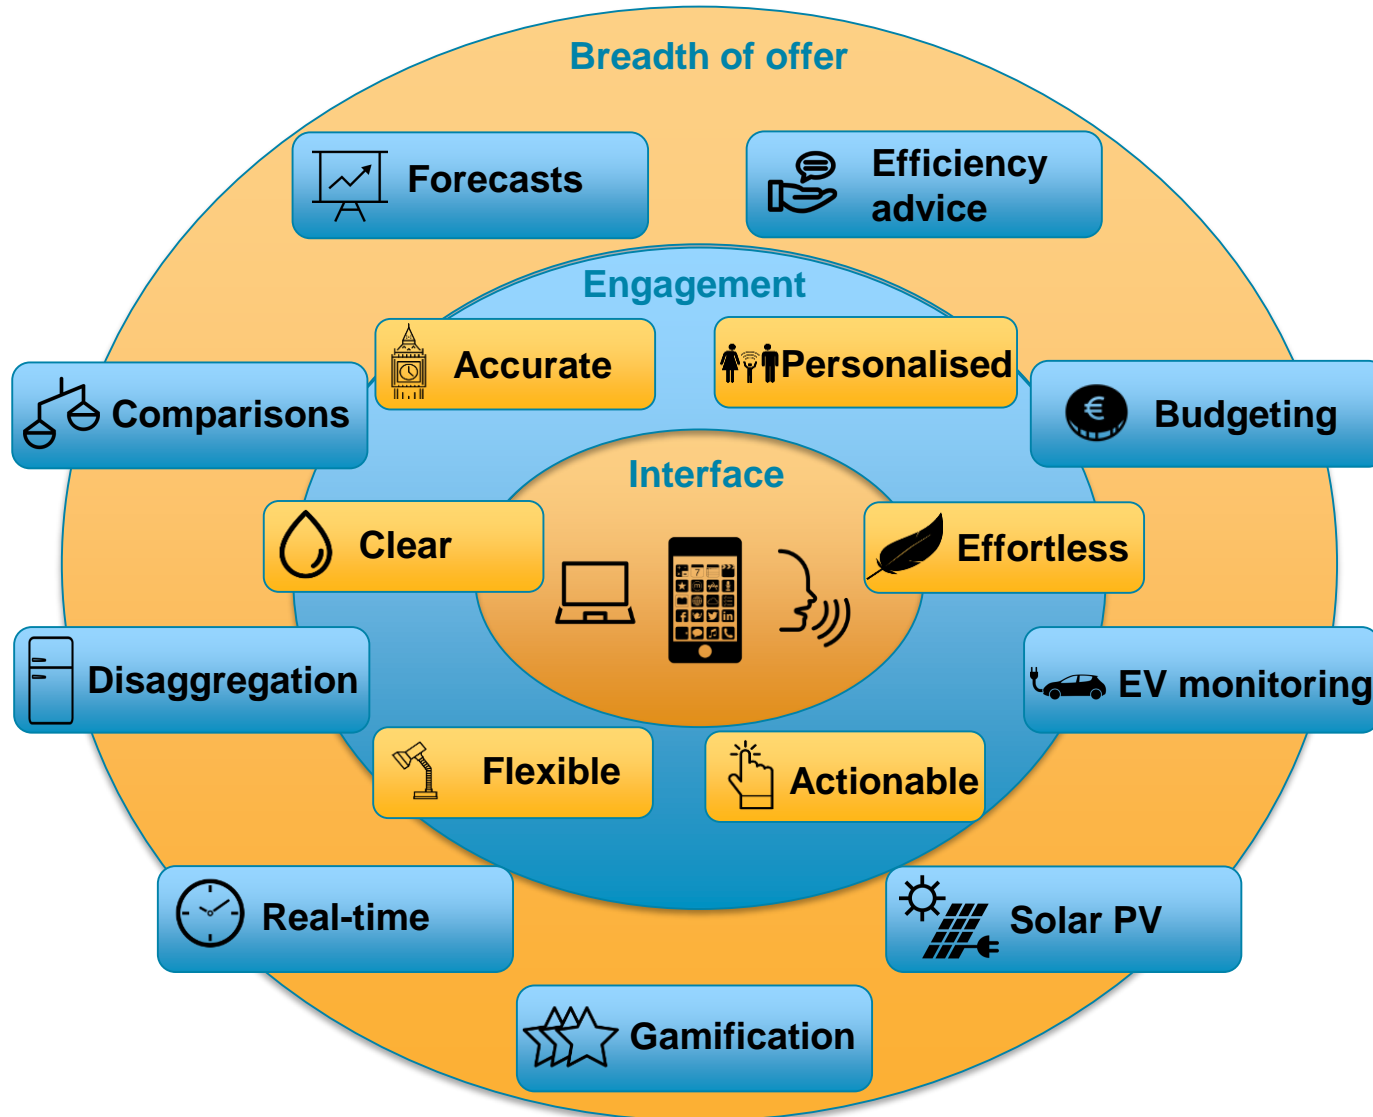 Breadth of offer
Forecasts
Efficiency
advice
Engagement
Accurate
Personalised
Comparisons
€
Budgeting
Interface
Clear
Effortless
7
Disaggregation
EV monitoring
Flexible
Actionable
Real-time
Solar PV
Gamification